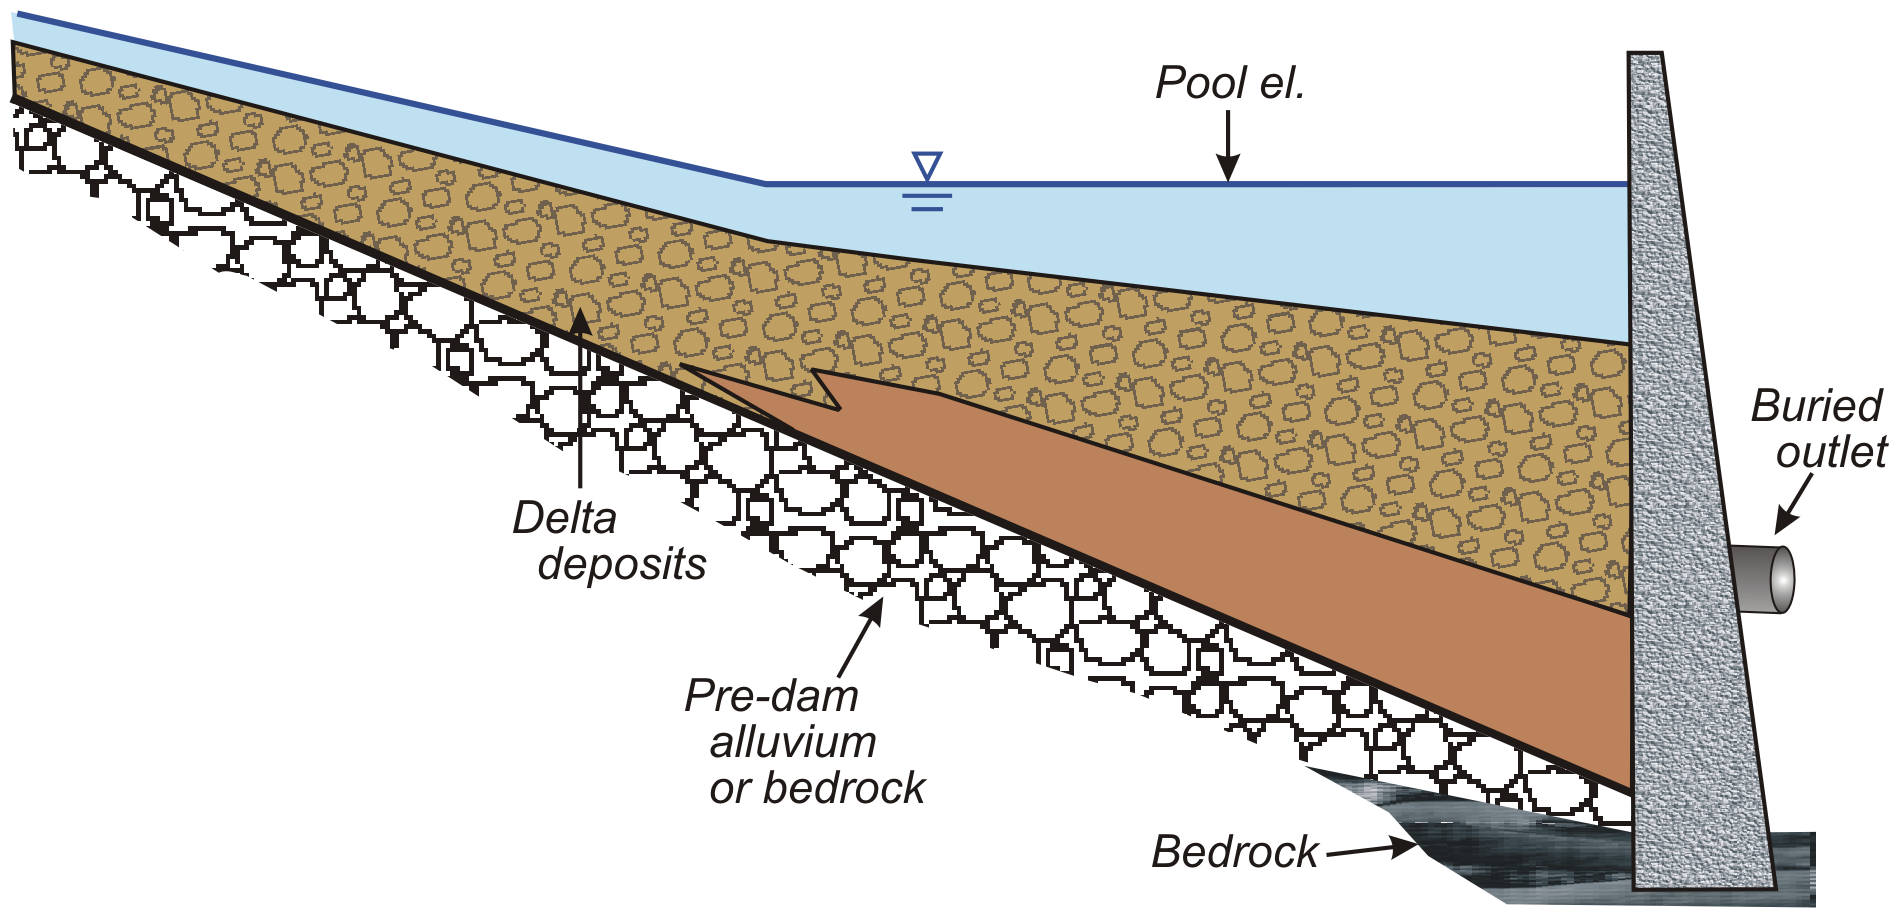 Pool el.
Buried
outlet
Delta
deposits
Pre-dam
alluvium
or bedrock
Bedrock